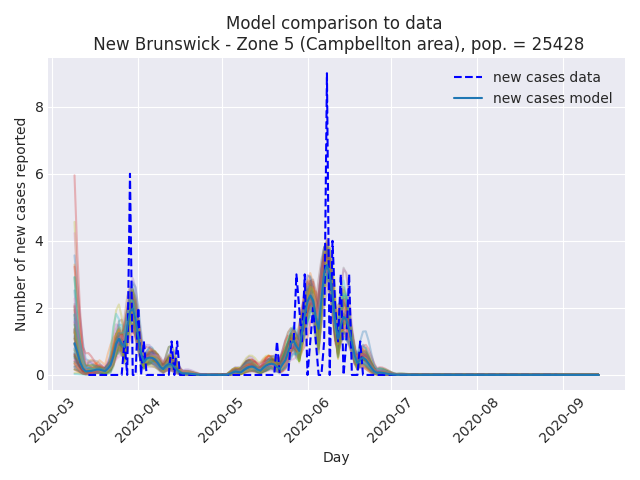 Model comparison to data
New Brunswick - Zone 5 (Campbellton area), pop. = 25428
new cases data
new cases model
Number of new cases reported
8
6
4
2
0
2020-03
2020-04
2020-05
2020-06
2020-07
2020-08
2020-09
Day